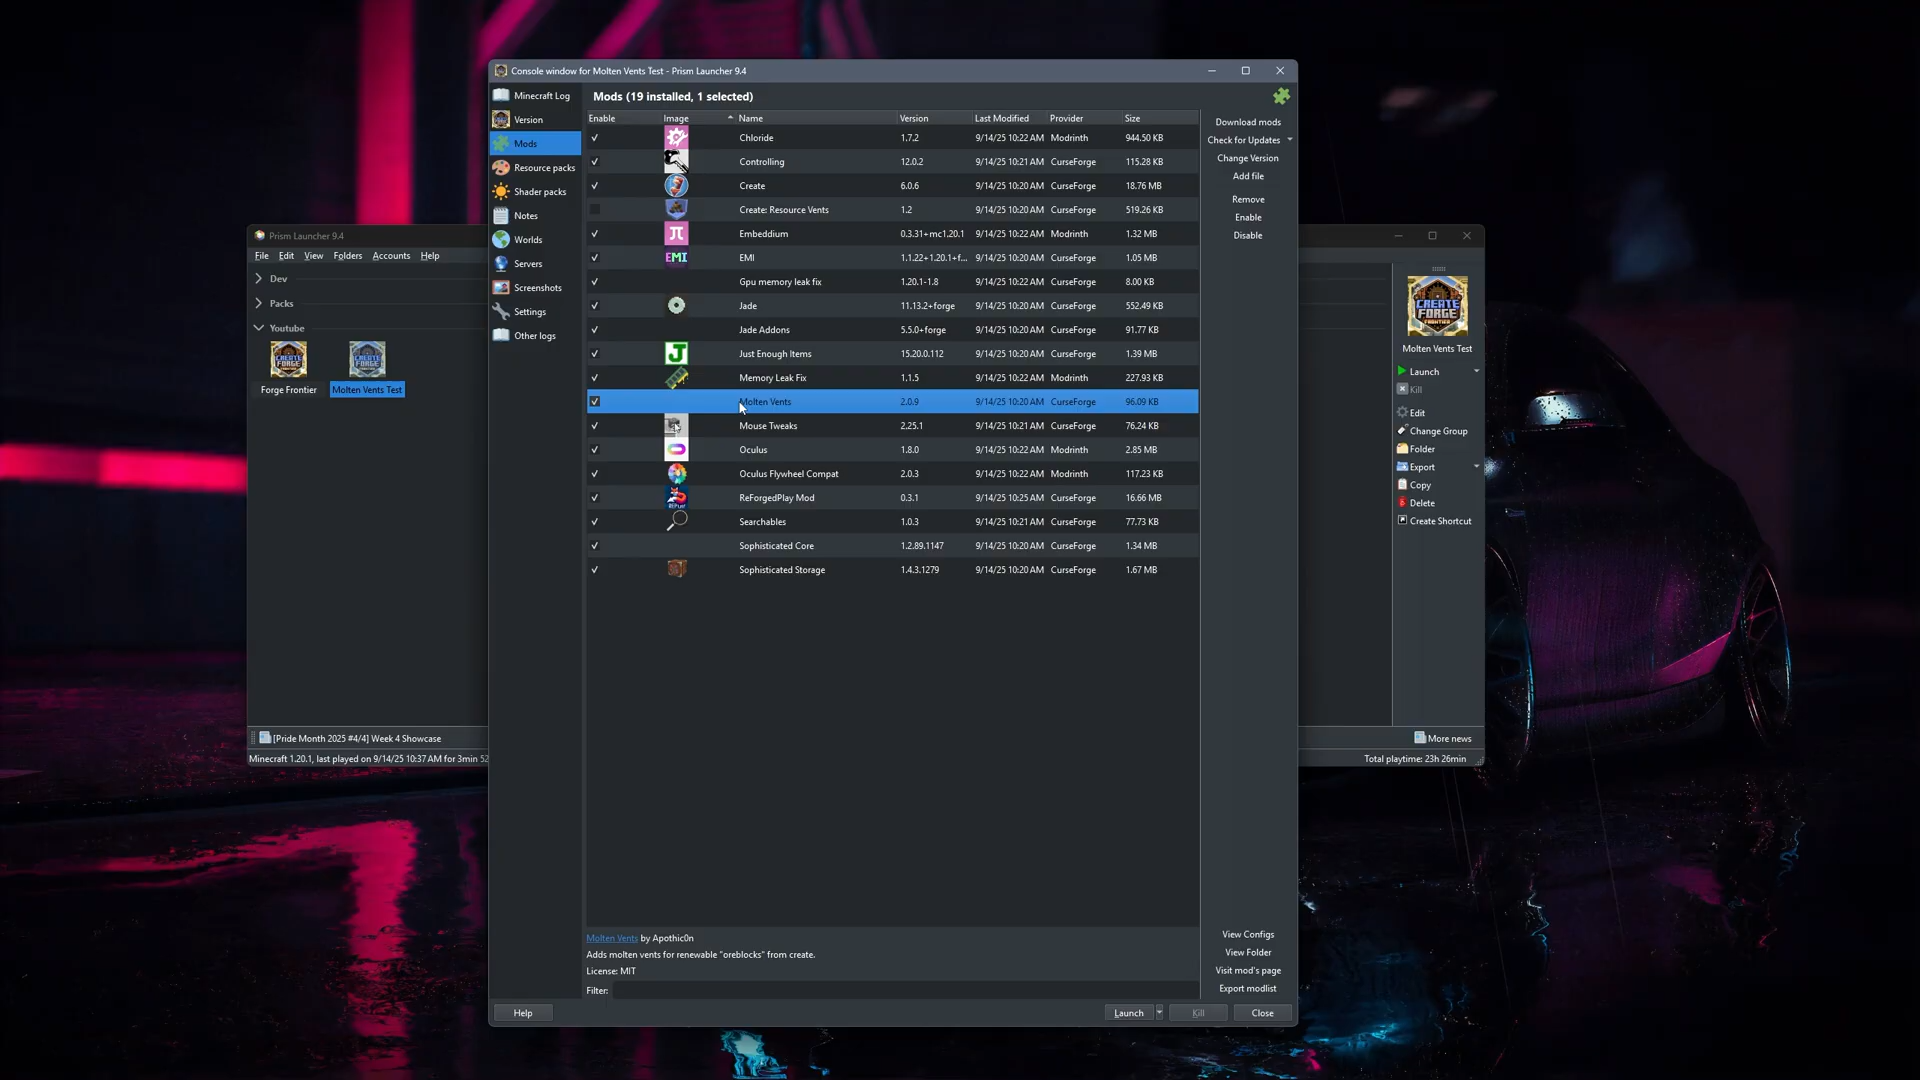 Console window for Molten Vents Test - Prism Launcher 9.4
Minecraft Log
Version
Mods
Resource packs
Shader packs
Notes
Worlds
Servers
Screenshots
Settings
Other logs
Mods (19 installed, 1 selected)
Enable Image Name Version Last Modified Provider Size
Chloride 1.7.2 9/14/25 10:22 AM Modrinth 944.50 KB
Controlling 12.0.2 9/14/25 10:21 AM CurseForge 115.28 KB
Create 6.0.6 9/14/25 10:20 AM CurseForge 18.76 MB
Create: Resource Vents 1.2 9/14/25 10:20 AM CurseForge 519.26 KB
π Embeddium 0.3.31+mc1.20.1 9/14/25 10:22 AM Modrinth 1.32 MB
EMI EMI 1.1.22+1.20.1+f... 9/14/25 10:20 AM CurseForge 1.05 MB
Gpu memory leak fix 1.20.1-1.8 9/14/25 10:22 AM CurseForge 8.00 KB
Jade 11.13.2+forge 9/14/25 10:20 AM CurseForge 552.49 KB
Jade Addons 5.5.0+forge 9/14/25 10:20 AM CurseForge 91.77 KB
J Just Enough Items 15.20.0.112 9/14/25 10:20 AM CurseForge 1.39 MB
Memory Leak Fix 1.1.5 9/14/25 10:22 AM Modrinth 227.93 KB
Molten Vents 2.0.9 9/14/25 10:20 AM CurseForge 96.09 KB
Mouse Tweaks 2.25.1 9/14/25 10:21 AM CurseForge 76.24 KB
Oculus 1.8.0 9/14/25 10:22 AM Modrinth 2.85 MB
Oculus Flywheel Compat 2.0.3 9/14/25 10:22 AM Modrinth 117.23 KB
ReForgedPlay Mod 0.3.1 9/14/25 10:25 AM CurseForge 16.66 MB
Searchables 1.0.3 9/14/25 10:21 AM CurseForge 77.73 KB
Sophisticated Core 1.2.89.1147 9/14/25 10:20 AM CurseForge 1.34 MB
Sophisticated Storage 1.4.3.1279 9/14/25 10:20 AM CurseForge 1.67 MB
Molten Vents by Apothic0n
Adds molten vents for renewable "oreblocks" from create.
License: MIT
Filter:
Download mods
Check for Updates
Change Version
Add file
Remove
Enable
Disable
View Configs
View Folder
Visit mod's page
Export modlist
Help
Launch
Kill
Close
Prism Launcher 9.4
File Edit View Folders Accounts Help
Dev
Packs
Youtube
Forge Frontier
Molten Vents Test
[Pride Month 2025 #4/4] Week 4 Showcase
Minecraft 1.20.1, last played on 9/14/25 10:37 AM for 3min 52
CREATE
FORGE
FRONTIER
Molten Vents Test
Launch
Kill
Edit
Change Group
Folder
Export
Copy
Delete
Create Shortcut
More news
Total playtime: 23h 26min